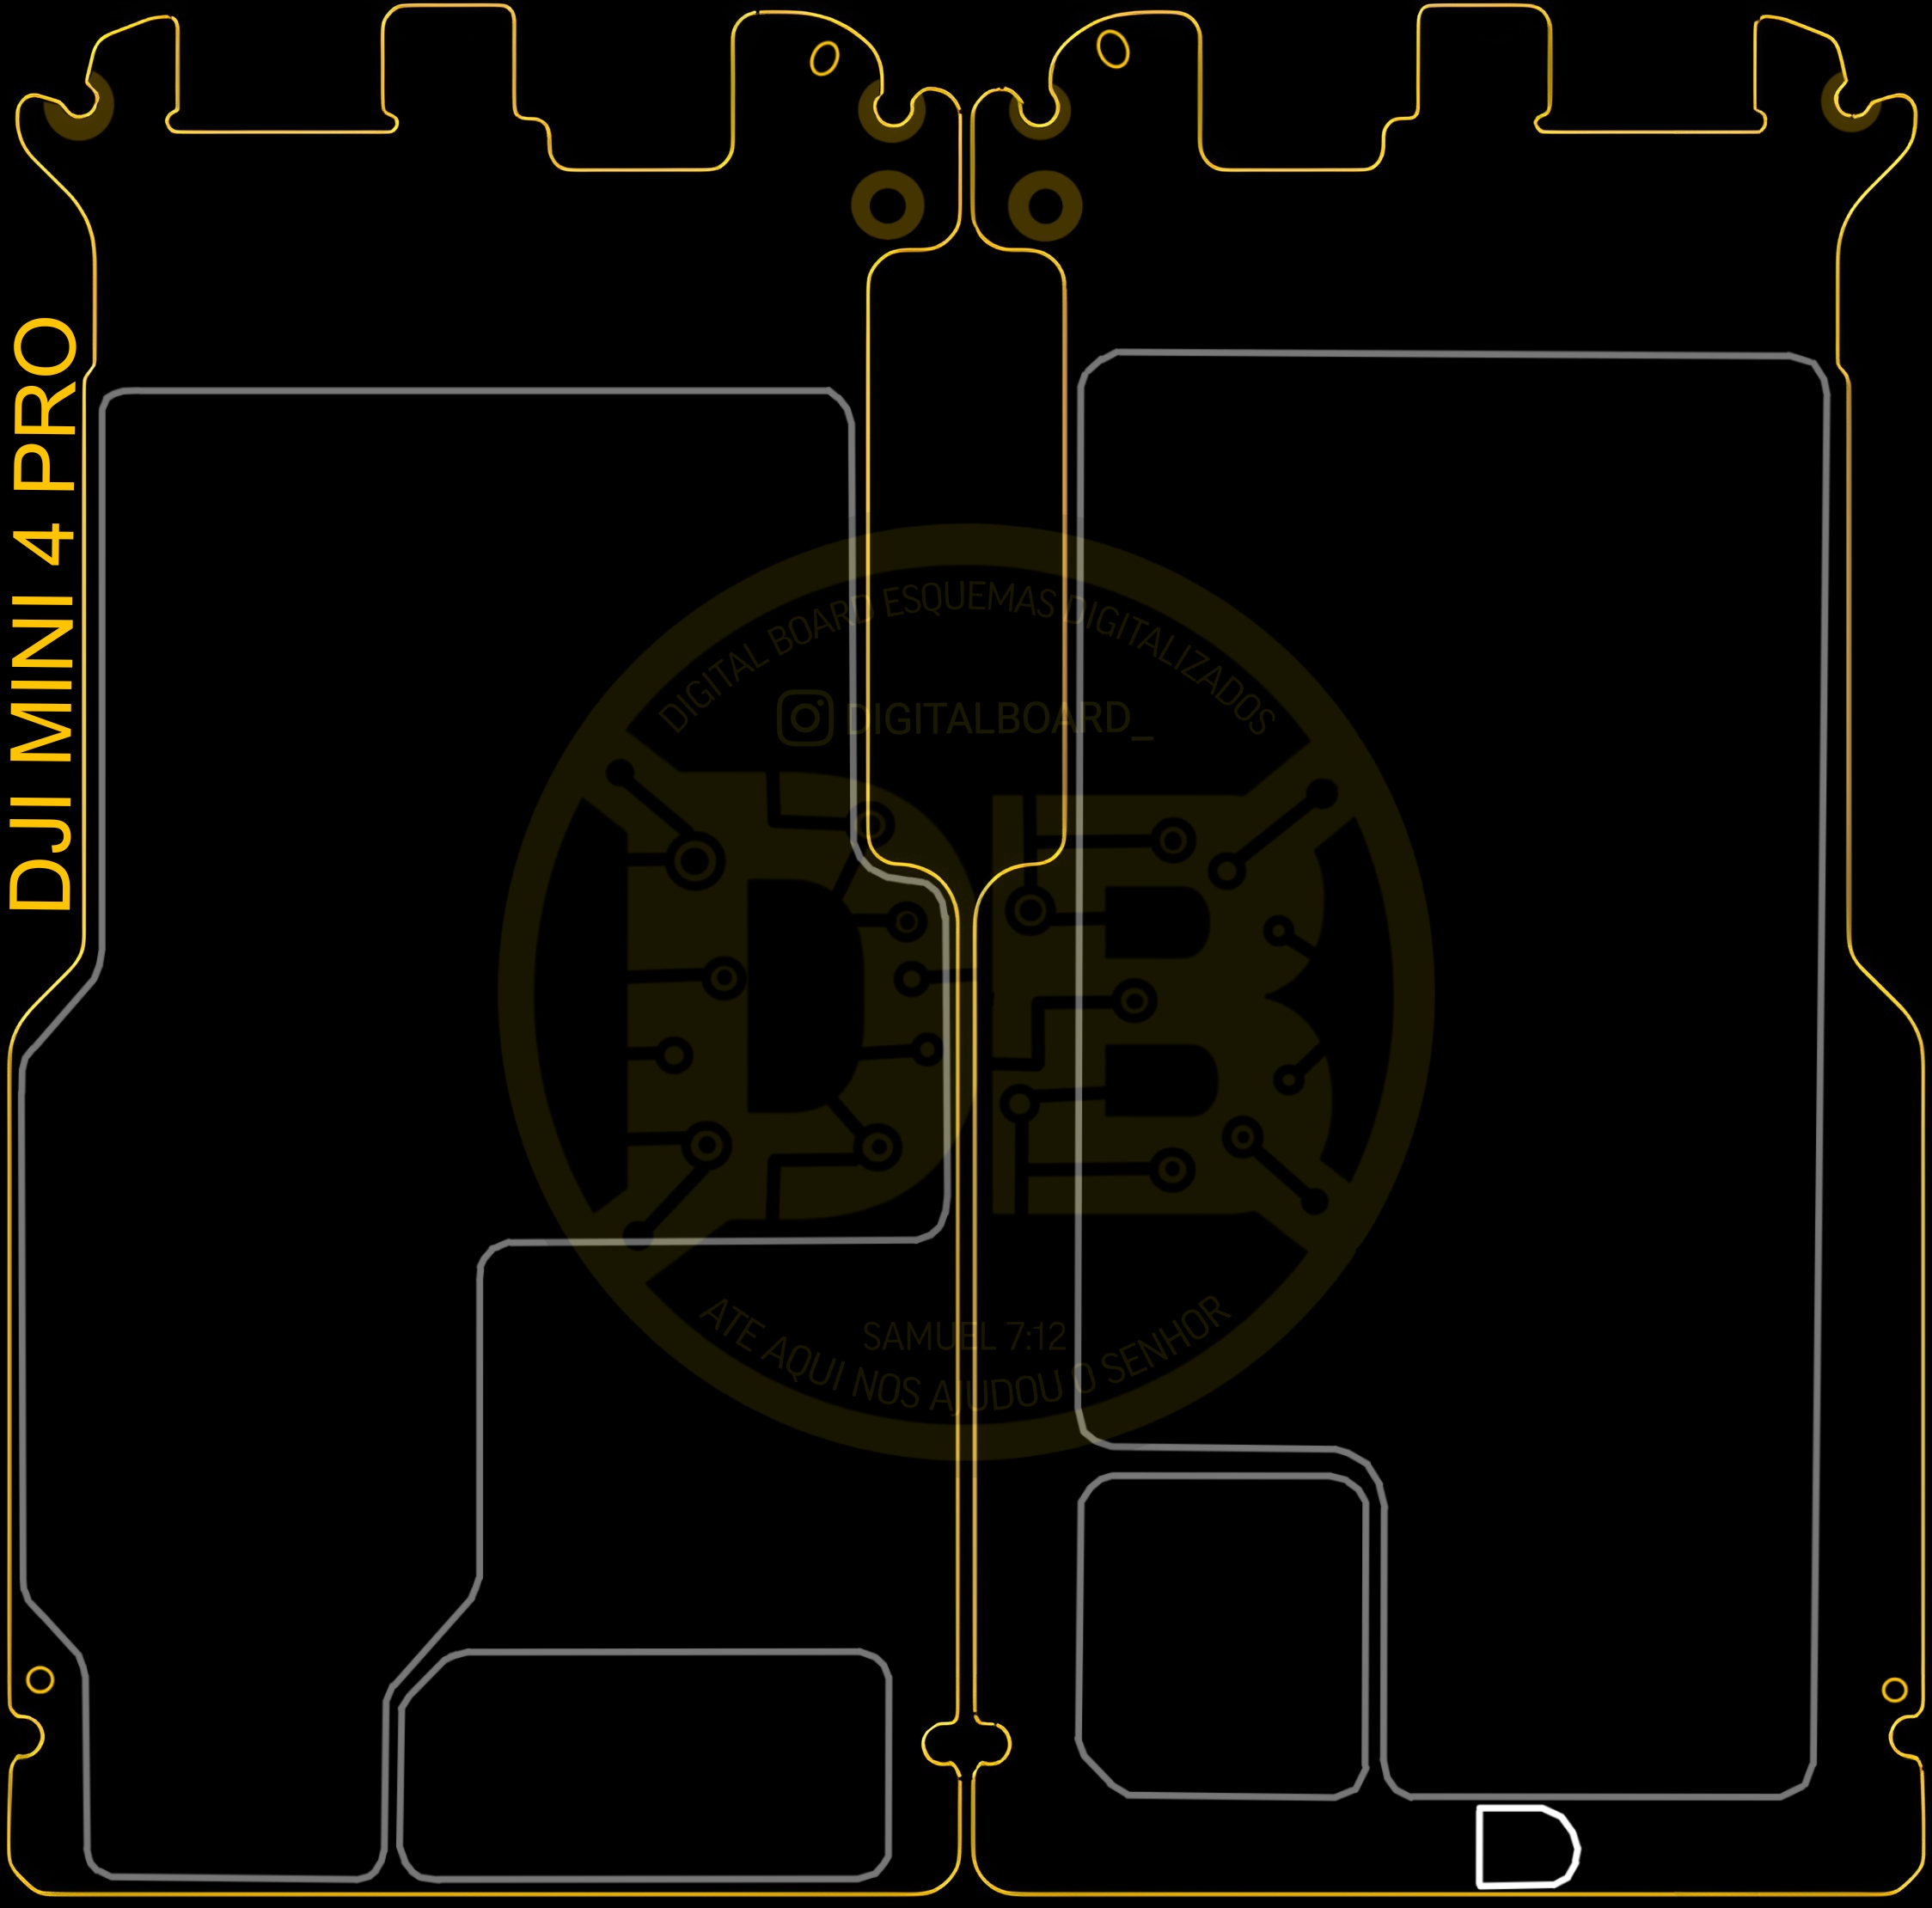 DJI MINI 4 PRO
DIGITAL BOARD ESQUEMAS DIGITALIZADOS
DIGITALBOARD_
DB
SAMUEL 7:12
ATE AQUI NOS AJUDOU O SENHOR
D